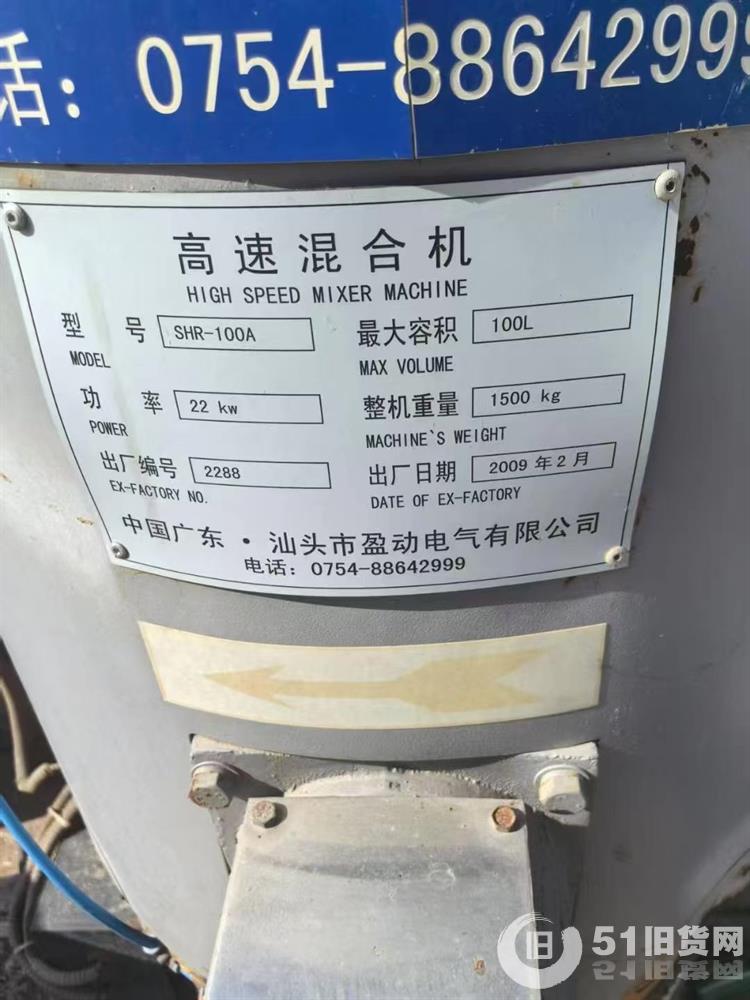 话：0754-88642999
高速混合机
HIGH SPEED MIXER MACHINE
型 号 SHR-100A 最大容积 100L
MODEL MAX VOLUME
功 率 22 kw 整机重量 1500 kg
POWER MACHINE`S WEIGHT
出厂编号 2288 出厂日期 2009 年 2 月
EX-FACTORY NO. DATE OF EX-FACTORY
中国广东·汕头市盈动电气有限公司
电话：0754-88642999
旧 51旧货网